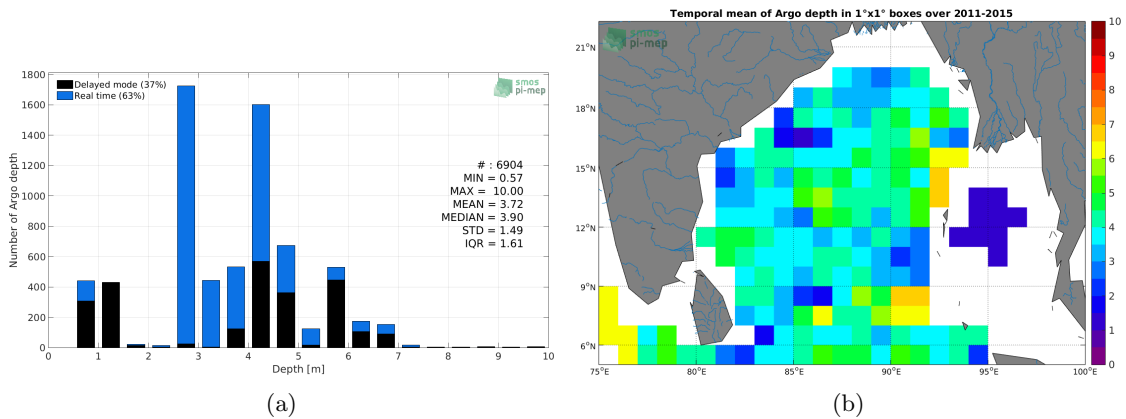 1800
1600
1400
1200
1000
800
600
400
200
0
Number of Argo depth
Delayed mode (37%)
Real time (63%)
smos
pi-mep
# : 6904
MIN = 0.57
MAX = 10.00
MEAN = 3.72
MEDIAN = 3.90
STD = 1.49
IQR = 1.61
0 1 2 3 4 5 6 7 8 9 10
Depth [m]
(a)
Temporal mean of Argo depth in 1°x1° boxes over 2011-2015
smos
pi-mep
21°N
18°N
15°N
12°N
9°N
6°N
75°E 80°E 85°E 90°E 95°E 100°E
10
9
8
7
6
5
4
3
2
1
0
(b)